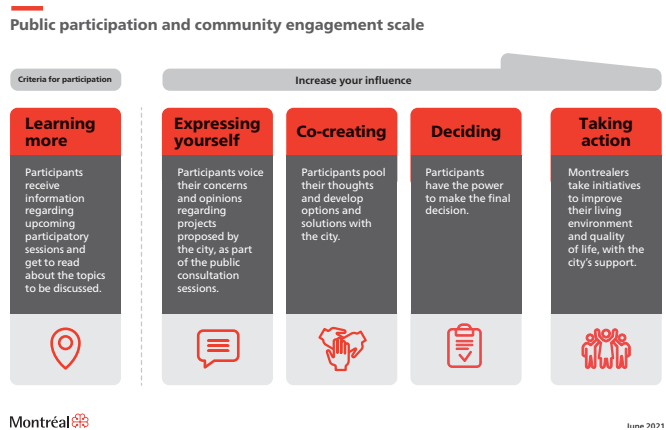 Public participation and community engagement scale
Criteria for participation
Increase your influence
Learning
more
Participants
receive
information
regarding
upcoming
participatory
sessions and
get to read
about the topics
to be discussed.
Expressing
yourself
Participants voice
their concerns
and opinions
regarding
projects
proposed by
the city, as part
of the public
consultation
sessions.
Co-creating
Participants pool
their thoughts
and develop
options and
solutions with
the city.
Deciding
Participants
have the power
to make the final
decision.
Taking
action
Montrealers
take initiatives
to improve
their living
environment
and quality
of life, with the
city's support.
Montréal
June 2021